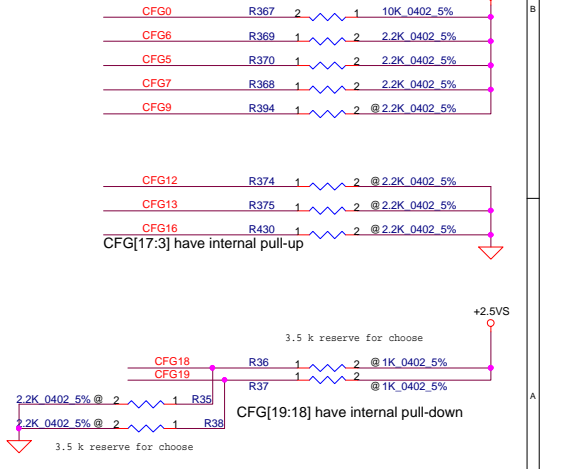 CFG0 R367 2 1 10K_0402_5%
B
CFG6 R369 1 2 2.2K_0402_5%
CFG5 R370 1 2 2.2K_0402_5%
CFG7 R368 1 2 2.2K_0402_5%
CFG9 R394 1 2 @ 2.2K_0402_5%
CFG12 R374 1 2 @ 2.2K_0402_5%
CFG13 R375 1 2 @ 2.2K_0402_5%
CFG16 R430 1 2 @ 2.2K_0402_5%
CFG[17:3] have internal pull-up
+2.5VS
3.5 k reserve for choose
CFG18 R36 1 2 @ 1K_0402_5%
CFG19 R37 1 2 @ 1K_0402_5%
A
2.2K_0402_5% @ 2 1 R35
CFG[19:18] have internal pull-down
2.2K_0402_5% @ 2 1 R38
3.5 k reserve for choose